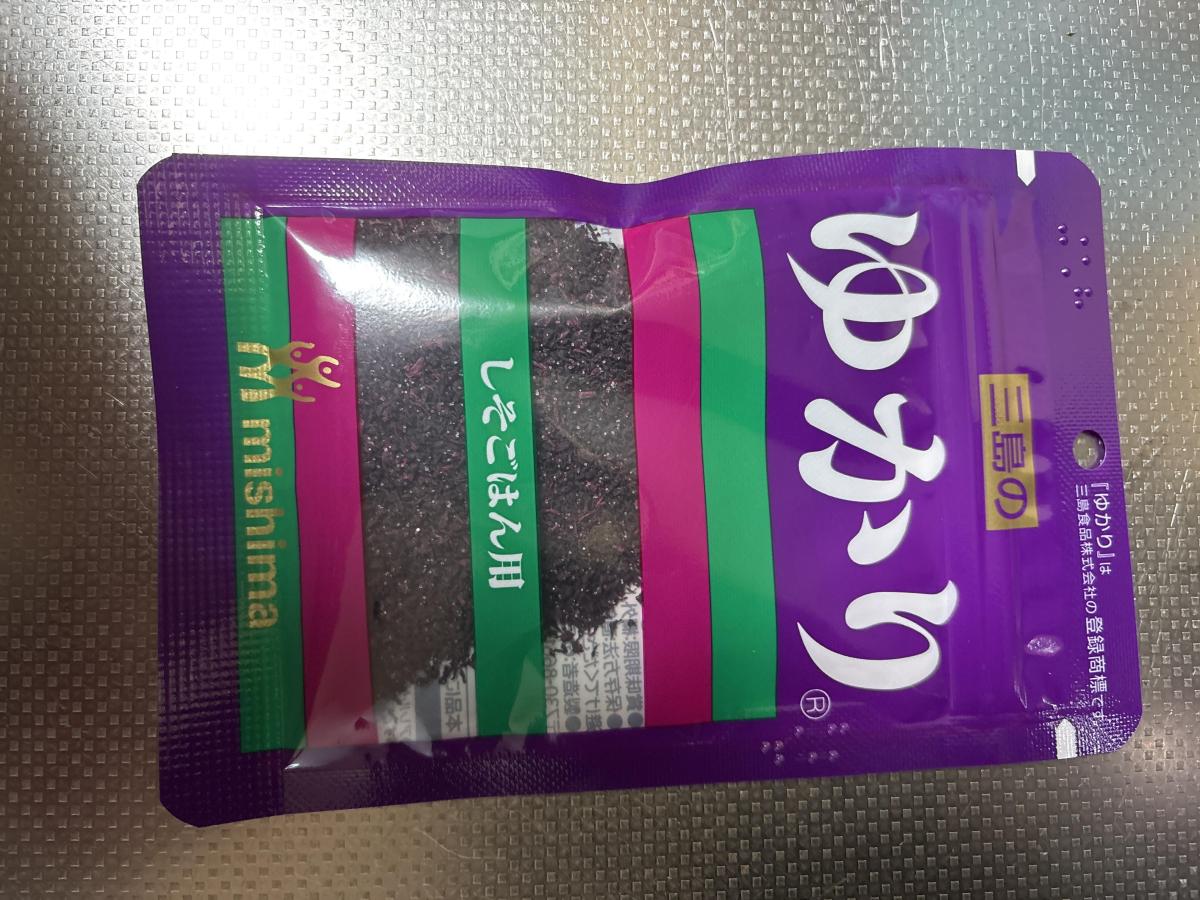 『ゆかり』は
三島食品株式会社の登録商標です。
三島の
ゆかり®
しそごはん用
mishima